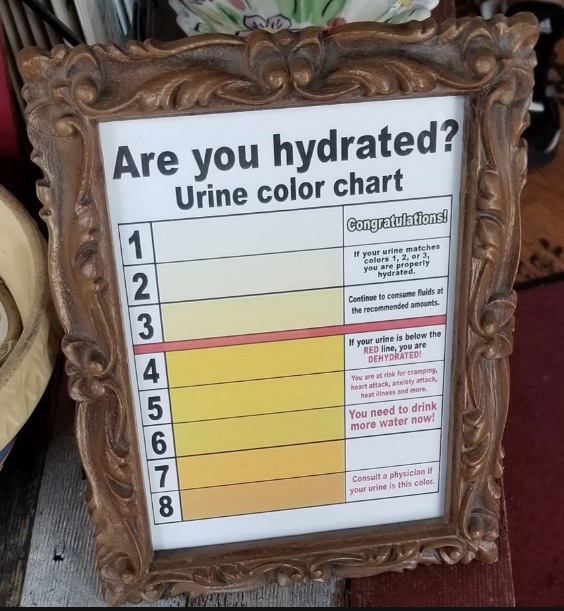 Are you hydrated?
Urine color chart
1
Congratulations!
2
If your urine matches
colors 1, 2, or 3,
you are properly
hydrated.
3
Continue to consume fluids at
the recommended amounts.
4
If your urine is below the
RED line, you are
DEHYDRATED!
5
You are at risk for cramping,
heart attack, anxiety attack,
heat illness and more.
6
You need to drink
more water now!
7
8
Consult a physician if
your urine is this color.